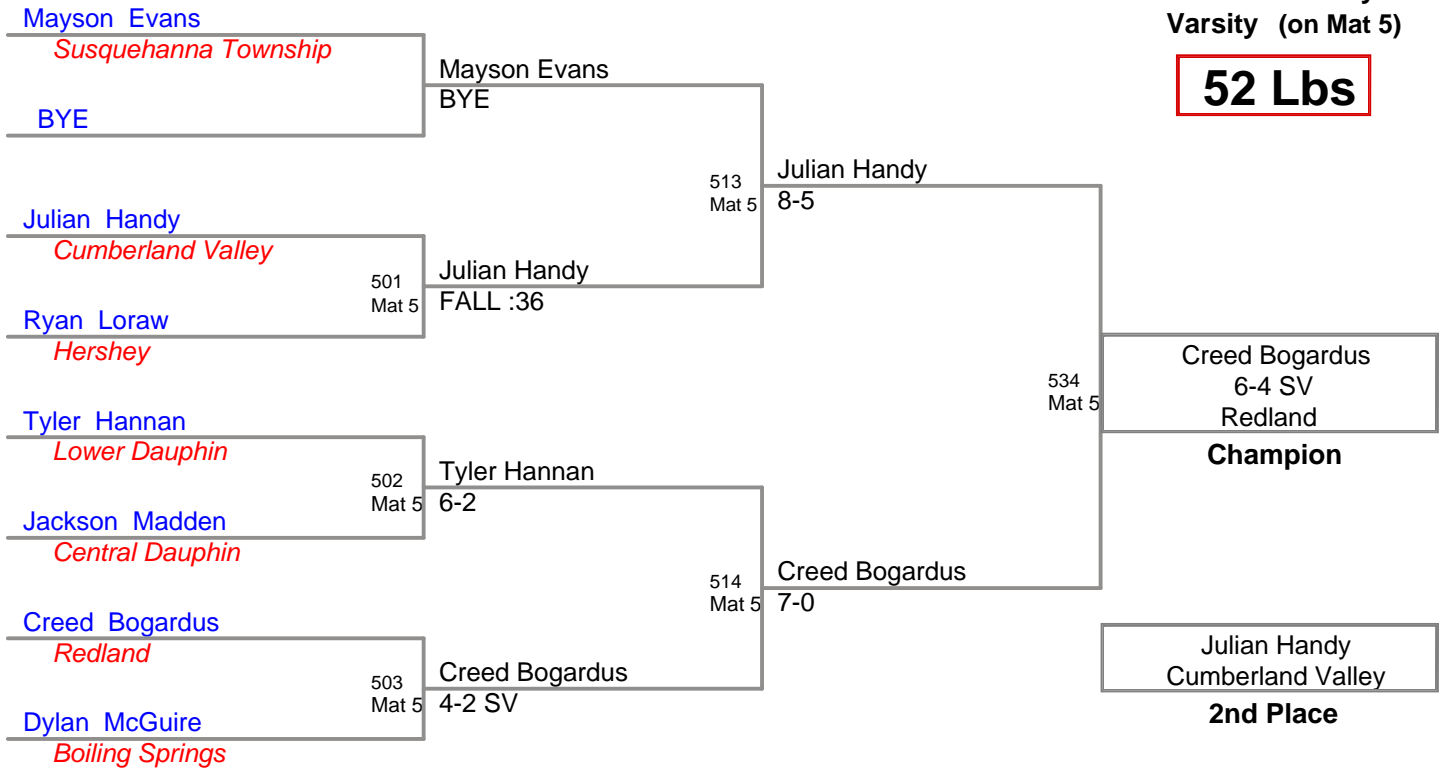 Varsity (on Mat 5)
52 Lbs
Mayson Evans
Susquehanna Township
BYE
Mayson Evans
BYE
Julian Handy
Cumberland Valley
Ryan Loraw
Hershey
501
Mat 5
Julian Handy
FALL :36
513
Mat 5
Julian Handy
8-5
Tyler Hannan
Lower Dauphin
Jackson Madden
Central Dauphin
502
Mat 5
Tyler Hannan
6-2
Creed Bogardus
Redland
Dylan McGuire
Boiling Springs
503
Mat 5
Creed Bogardus
4-2 SV
514
Mat 5
Creed Bogardus
7-0
534
Mat 5
Creed Bogardus
6-4 SV
Redland
Champion
Julian Handy
Cumberland Valley
2nd Place